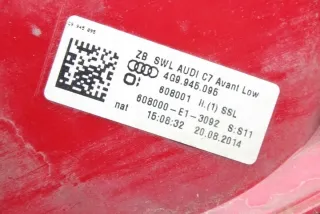 ZB SWL AUDI C7 Avant Low
4G9.945.095
608001 II.(1) SSL
608000-E1-3092 S:S11
nat 15:06:32 20.08.2014